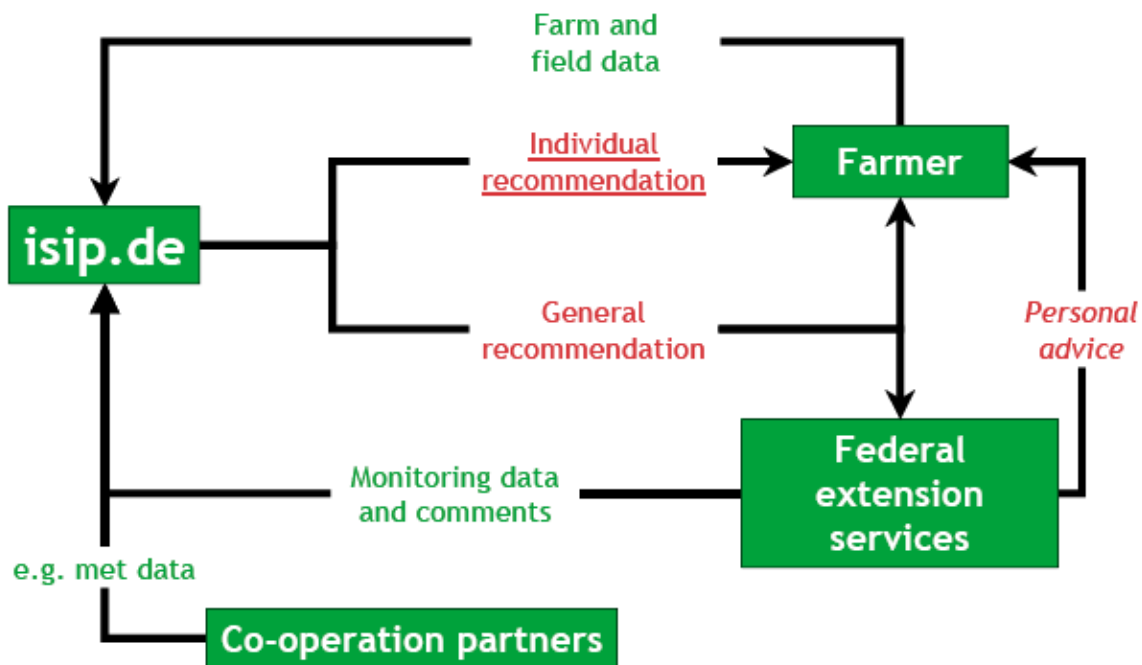 Farm and
field data
Individual
recommendation
Farmer
isip.de
General
recommendation
Personal
advice
Federal
extension
services
Monitoring data
and comments
e.g. met data
Co-operation partners